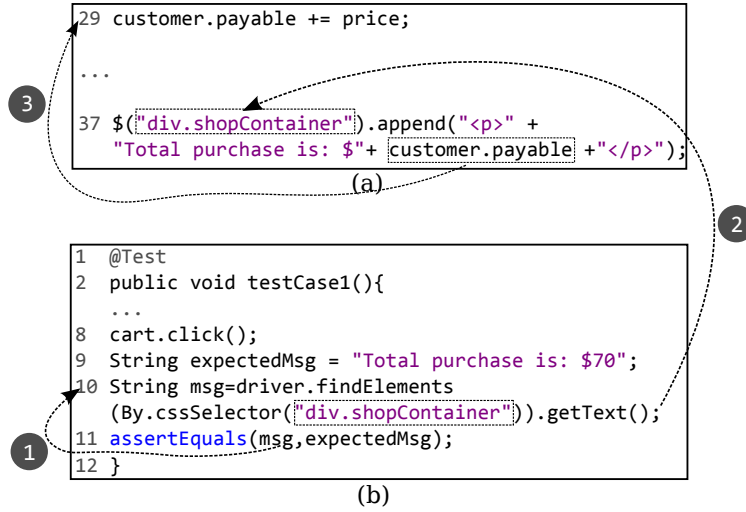 29 customer.payable += price;
...
3
37 $("div.shopContainer").append("<p>" +
"Total purchase is: $"+ customer.payable +"</p>");
(a)
2
1 @Test
2 public void testCase1(){
...
8 cart.click();
9 String expectedMsg = "Total purchase is: $70";
10 String msg=driver.findElements
(By.cssSelector("div.shopContainer")).getText();
11 assertEquals(msg,expectedMsg);
1
12 }
(b)